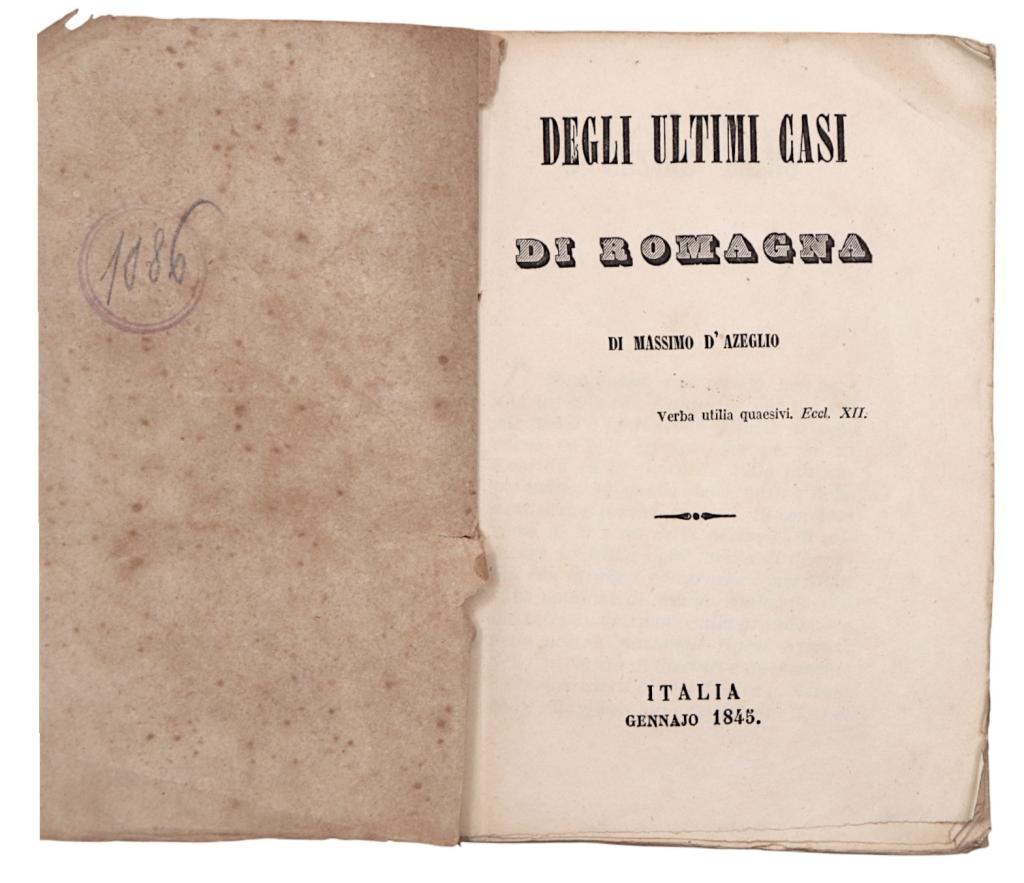 1886
DEGLI ULTIMI CASI
DI ROMAGNA
DI MASSIMO D'AZEGLIO
Verba utilia quaesivi. Eccl. XII.
ITALIA
GENNAJO 1845.